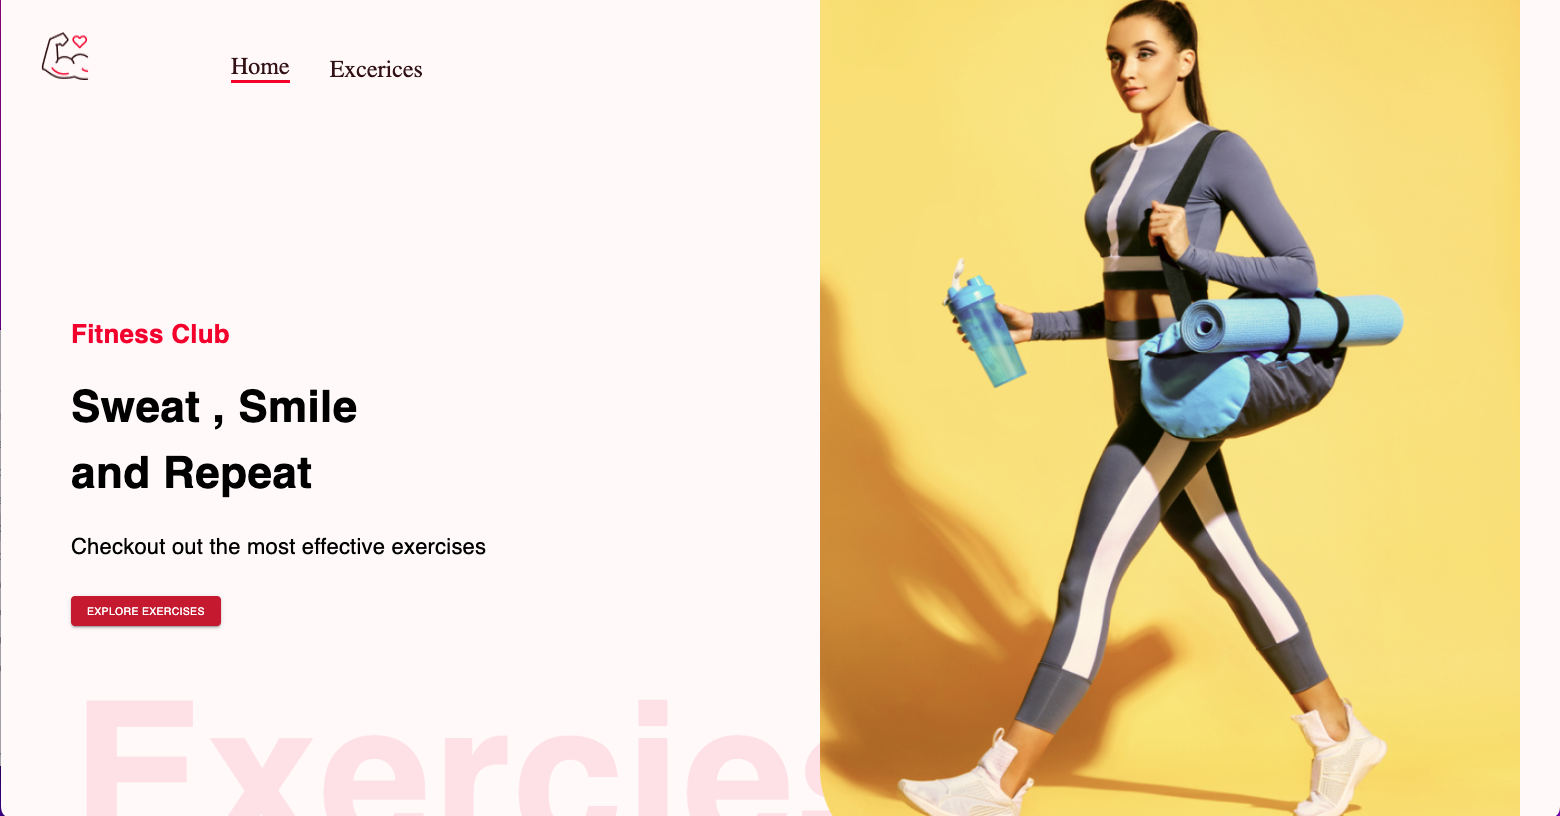 Home
Excerices
Fitness Club
Sweat , Smile
and Repeat
Checkout out the most effective exercises
EXPLORE EXERCISES
Exercies